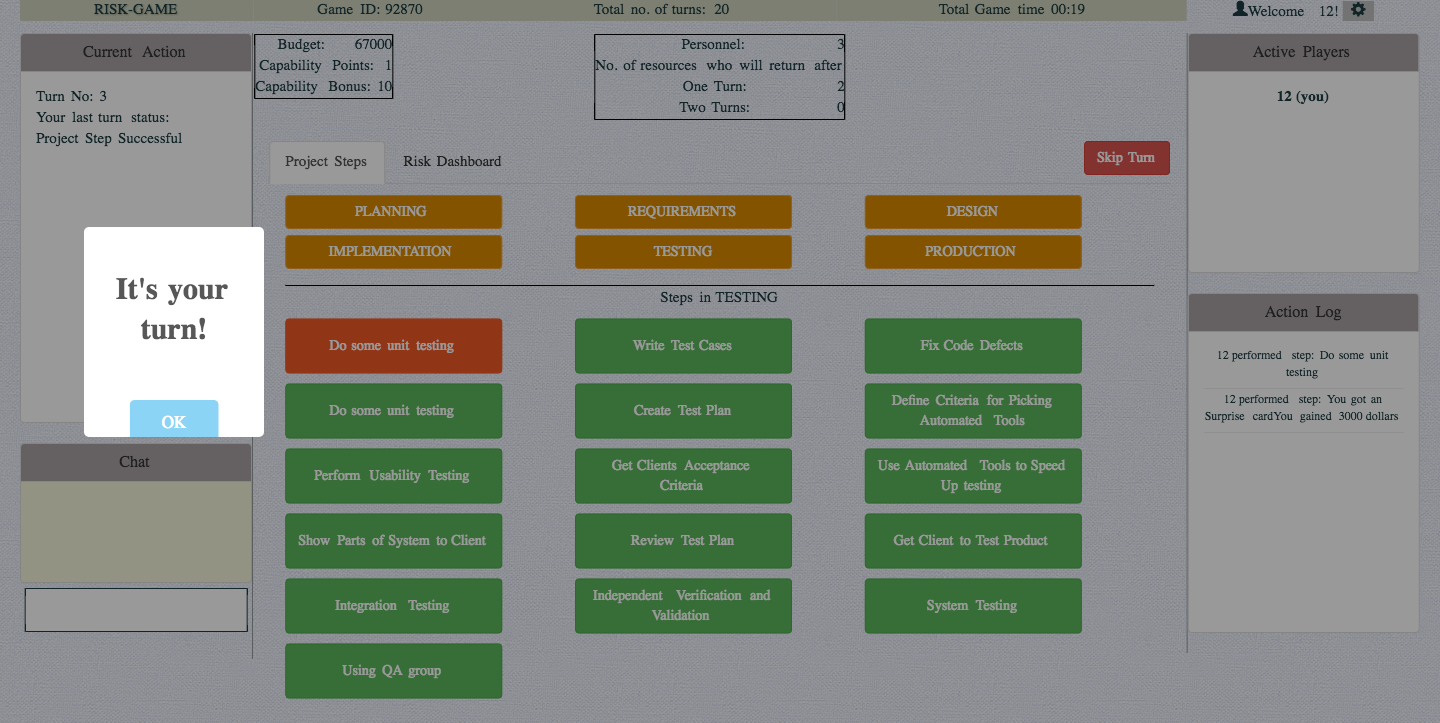 RISK-GAME
Game ID: 92870
Total no. of turns: 20
Total Game time 00:19
Welcome 12!
Current Action
Turn No: 3
Your last turn status:
Project Step Successful
Budget: 67000
Capability Points: 1
Capability Bonus: 10
Personnel: 3
No. of resources who will return after
One Turn: 2
Two Turns: 0
Project Steps
Risk Dashboard
Skip Turn
PLANNING
REQUIREMENTS
DESIGN
IMPLEMENTATION
TESTING
PRODUCTION
Steps in TESTING
Do some unit testing
Write Test Cases
Fix Code Defects
Do some unit testing
Create Test Plan
Define Criteria for Picking
Automated Tools
Perform Usability Testing
Get Clients Acceptance
Criteria
Use Automated Tools to Speed
Up testing
Show Parts of System to Client
Review Test Plan
Get Client to Test Product
Integration Testing
Independent Verification and
Validation
System Testing
Using QA group
It's your
turn!
OK
Chat
Active Players
12 (you)
Action Log
12 performed step: Do some unit
testing
12 performed step: You got an
Surprise cardYou gained 3000 dollars